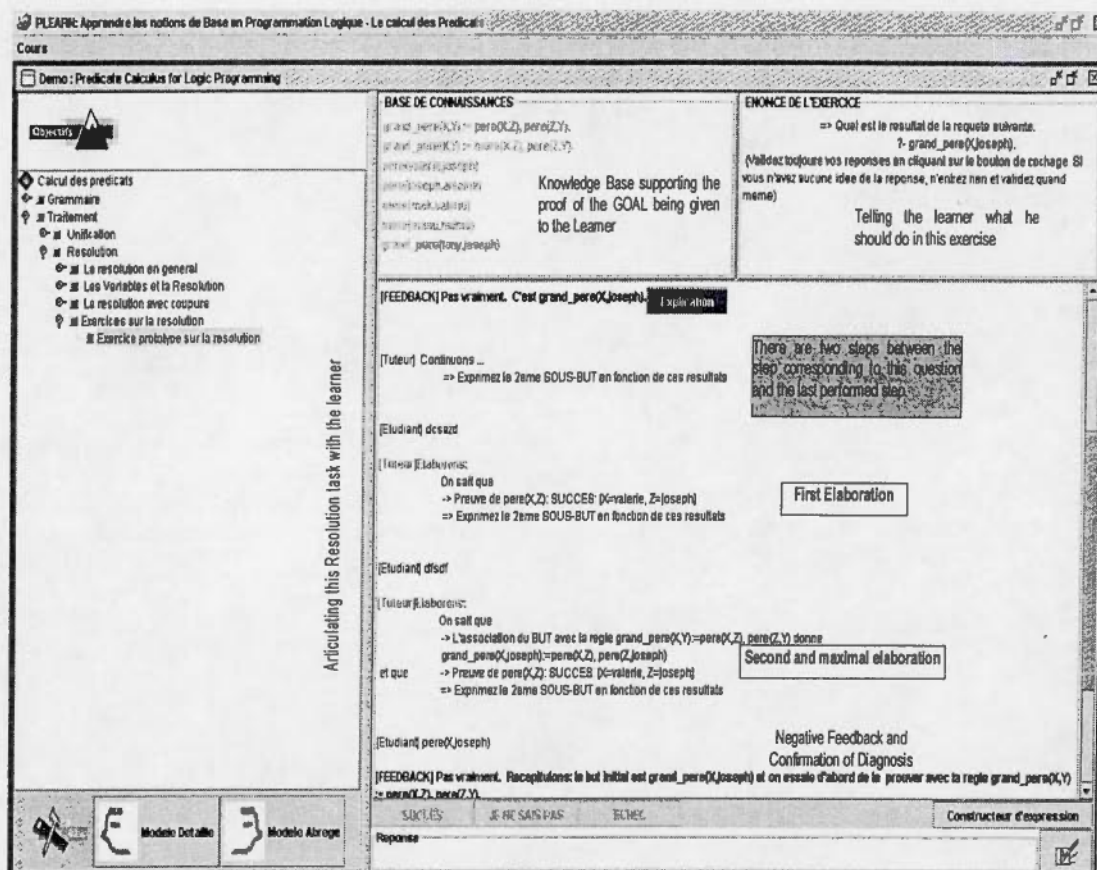 PLEARN: Apprendre les notions de Base en Programmation Logique - Le calcul des Predicats
Cours
Demo : Predicate Calculus for Logic Programming
Objectifs
Calcul des predicats
Grammaire
Traitement
Unification
Resolution
La resolution en general
Les Variables et la Resolution
La resolution avec coupure
Exercices sur la resolution
Exercice prototype sur la resolution
Articulating this Resolution task with the learner
BASE DE CONNAISSANCES
grand_pere(X,Y) :- pere(X,Z), pere(Z,Y).
grand_pere(X,Y) :- pere(Z,Y).
grand_pere(tony,joseph)
Knowledge Base supporting the
proof of the GOAL being given
to the Learner
ENONCE DE L'EXERCICE
=> Quel est le resultat de la requete suivante.
?- grand_pere(X,joseph).
(Validez toujours vos reponses en cliquant sur le bouton de cochage. SI
vous n'avez aucune idee de la reponse, n'entrez rien et validez quand
meme)
Telling the learner what he
should do in this exercise
[FEEDBACK] Pas vraiment. C'est grand_pere(X,joseph). Explication
[Tuteur] Continuons ...
=> Exprimez le 2eme SOUS-BUT en fonction de ces resultats
There are two steps between the
step corresponding to this question
and the last performed step.
[Etudiant] dcsazd
[Tuteur]Elaborons:
On sait que
-> Preuve de pere(X,Z): SUCCES: [X=valerie, Z=joseph]
=> Exprimez le 2eme SOUS-BUT en fonction de ces resultats
First Elaboration
[Etudiant] dfsdf
[Tuteur]Elaborons:
On sait que
-> L'association du BUT avec la regle grand_pere(X,Y):=pere(X,Z), pere(Z,Y) donne
grand_pere(X,joseph):=pere(X,Z), pere(Z,joseph)
et que -> Preuve de pere(X,Z): SUCCES: [X=valerie, Z=joseph]
=> Exprimez le 2eme SOUS-BUT en fonction de ces resultats
Second and maximal elaboration
[Etudiant] pere(X,joseph)
Negative Feedback and
Confirmation of Diagnosis
[FEEDBACK] Pas vraiment. Recapitulons: le but initial est grand_pere(X,joseph) et on essaie d'abord de le prouver avec la regle grand_pere(X,Y)
:- pere(X,Z), pere(Z,Y).
SUCCES JE NE SAIS PAS ECHEC Constructeur d'expression
Modele Detaille
Modele Abrege
Reponse